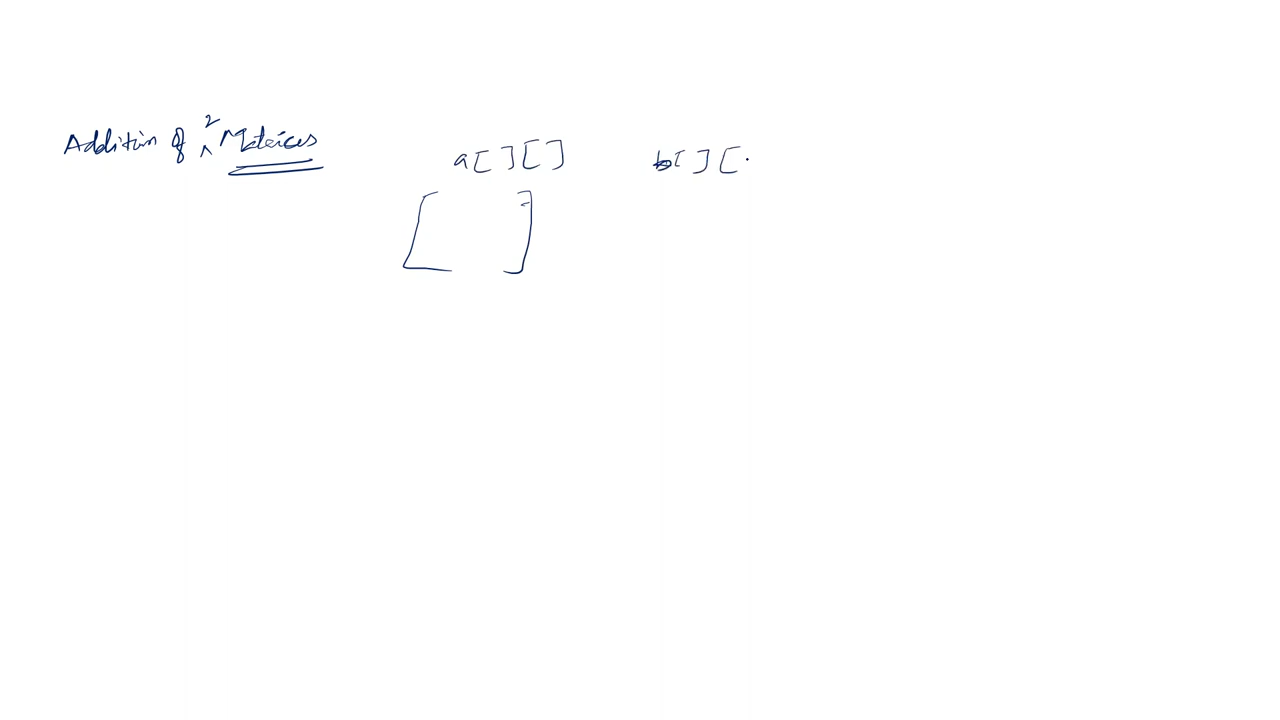 Addition of 2 Matrices
^
a[ ][ ] b[ ][
[ ]